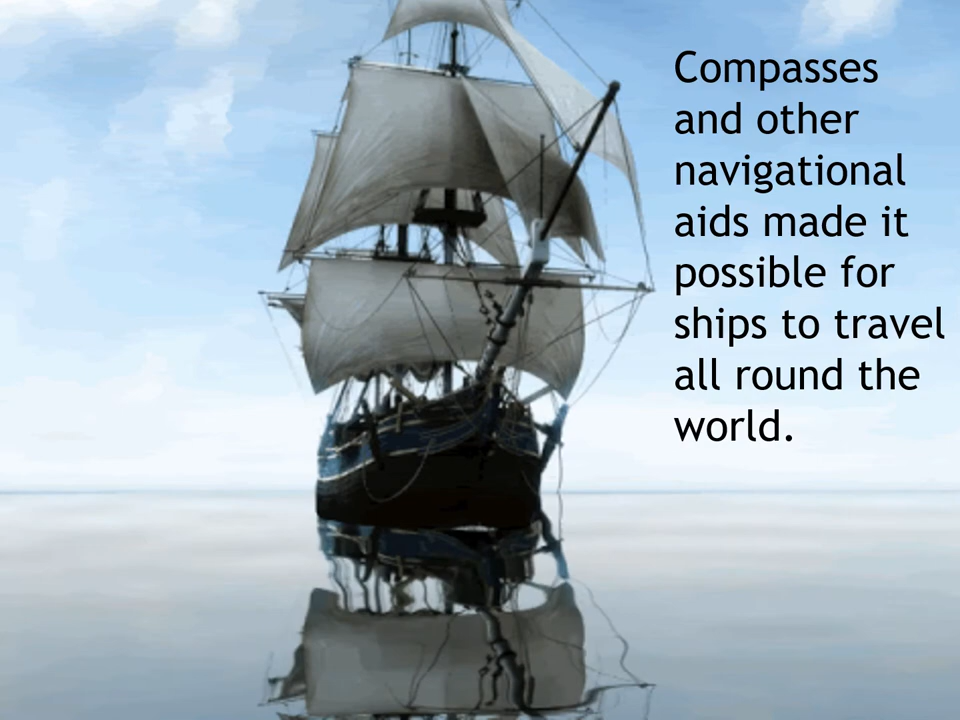 Compasses
and other
navigational
aids made it
possible for
ships to travel
all round the
world.